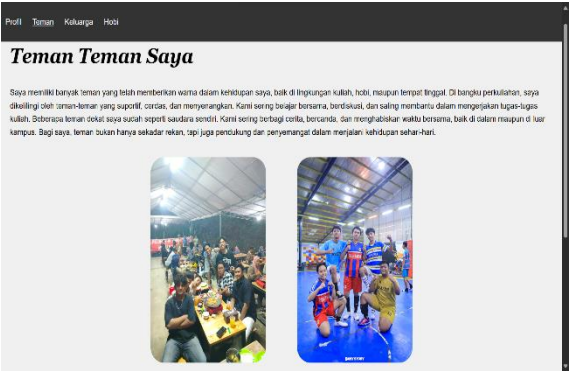 Profil Teman Keluarga Hobi
Teman Teman Saya
Saya memiliki banyak teman yang telah memberikan warna dalam kehidupan saya, baik di lingkungan kuliah, hobi, maupun tempat tinggal. Di bangku perkuliahan, saya
dikelilingi oleh teman-teman yang suportif, cerdas, dan menyenangkan. Kami sering belajar bersama, berdiskusi, dan saling membantu dalam mengerjakan tugas-tugas
kuliah. Beberapa teman dekat saya sudah seperti saudara sendiri. Kami sering berbagi cerita, bercanda, dan menghabiskan waktu bersama, baik di dalam maupun di luar
kampus. Bagi saya, teman bukan hanya sekadar rekan, tapi juga pendukung dan penyemangat dalam menjalani kehidupan sehari-hari.